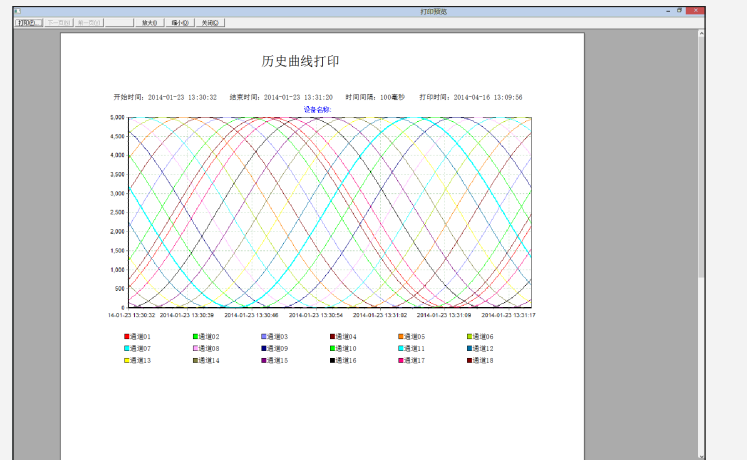 打印预览
打印(P)... 下一页(N) 单一页(V) 放大(I) 缩小(O) 关闭(C)
历史曲线打印
开始时间: 2014-01-23 13:30:32 结束时间: 2014-01-23 13:31:20 时间间隔: 100毫秒 打印时间: 2014-04-16 13:09:56
设备名称:
5,000
4,500
4,000
3,500
3,000
2,500
2,000
1,500
1,000
500
0
14-01-23 13:30:32 2014-01-23 13:30:39 2014-01-23 13:30:46 2014-01-23 13:30:54 2014-01-23 13:31:02 2014-01-23 13:31:09 2014-01-23 13:31:17
通道01 通道02 通道03 通道04 通道05 通道06
通道07 通道08 通道09 通道10 通道11 通道12
通道13 通道14 通道15 通道16 通道17 通道18